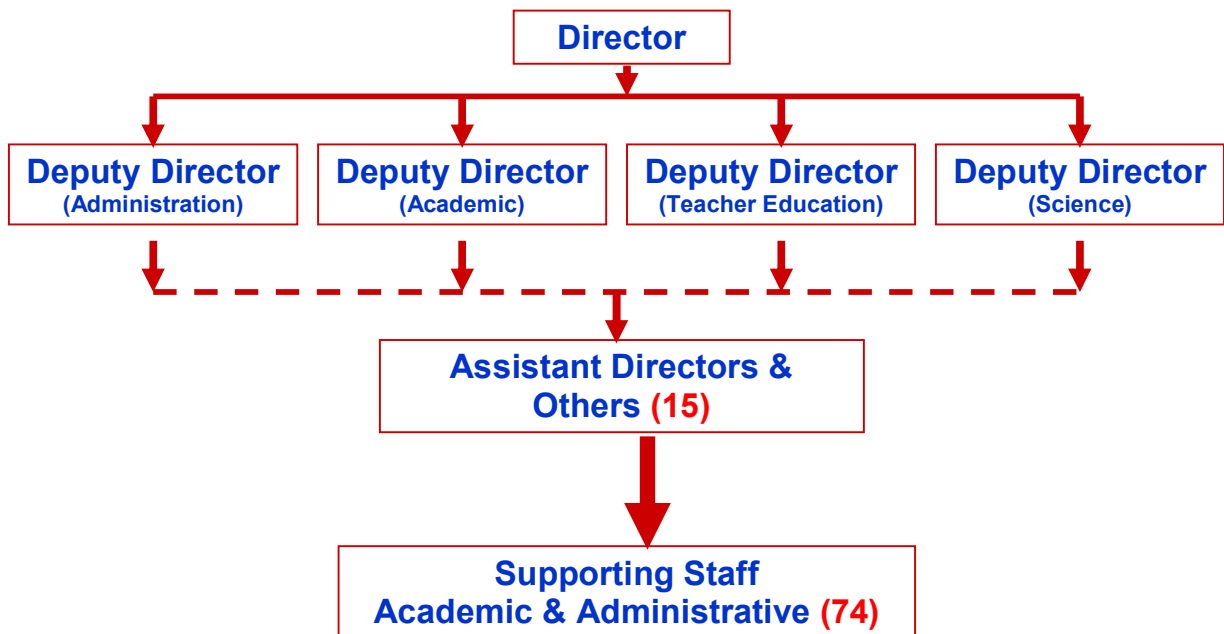 Director
Deputy Director
(Administration)
Deputy Director
(Academic)
Deputy Director
(Teacher Education)
Deputy Director
(Science)
Assistant Directors &
Others (15)
Supporting Staff
Academic & Administrative (74)